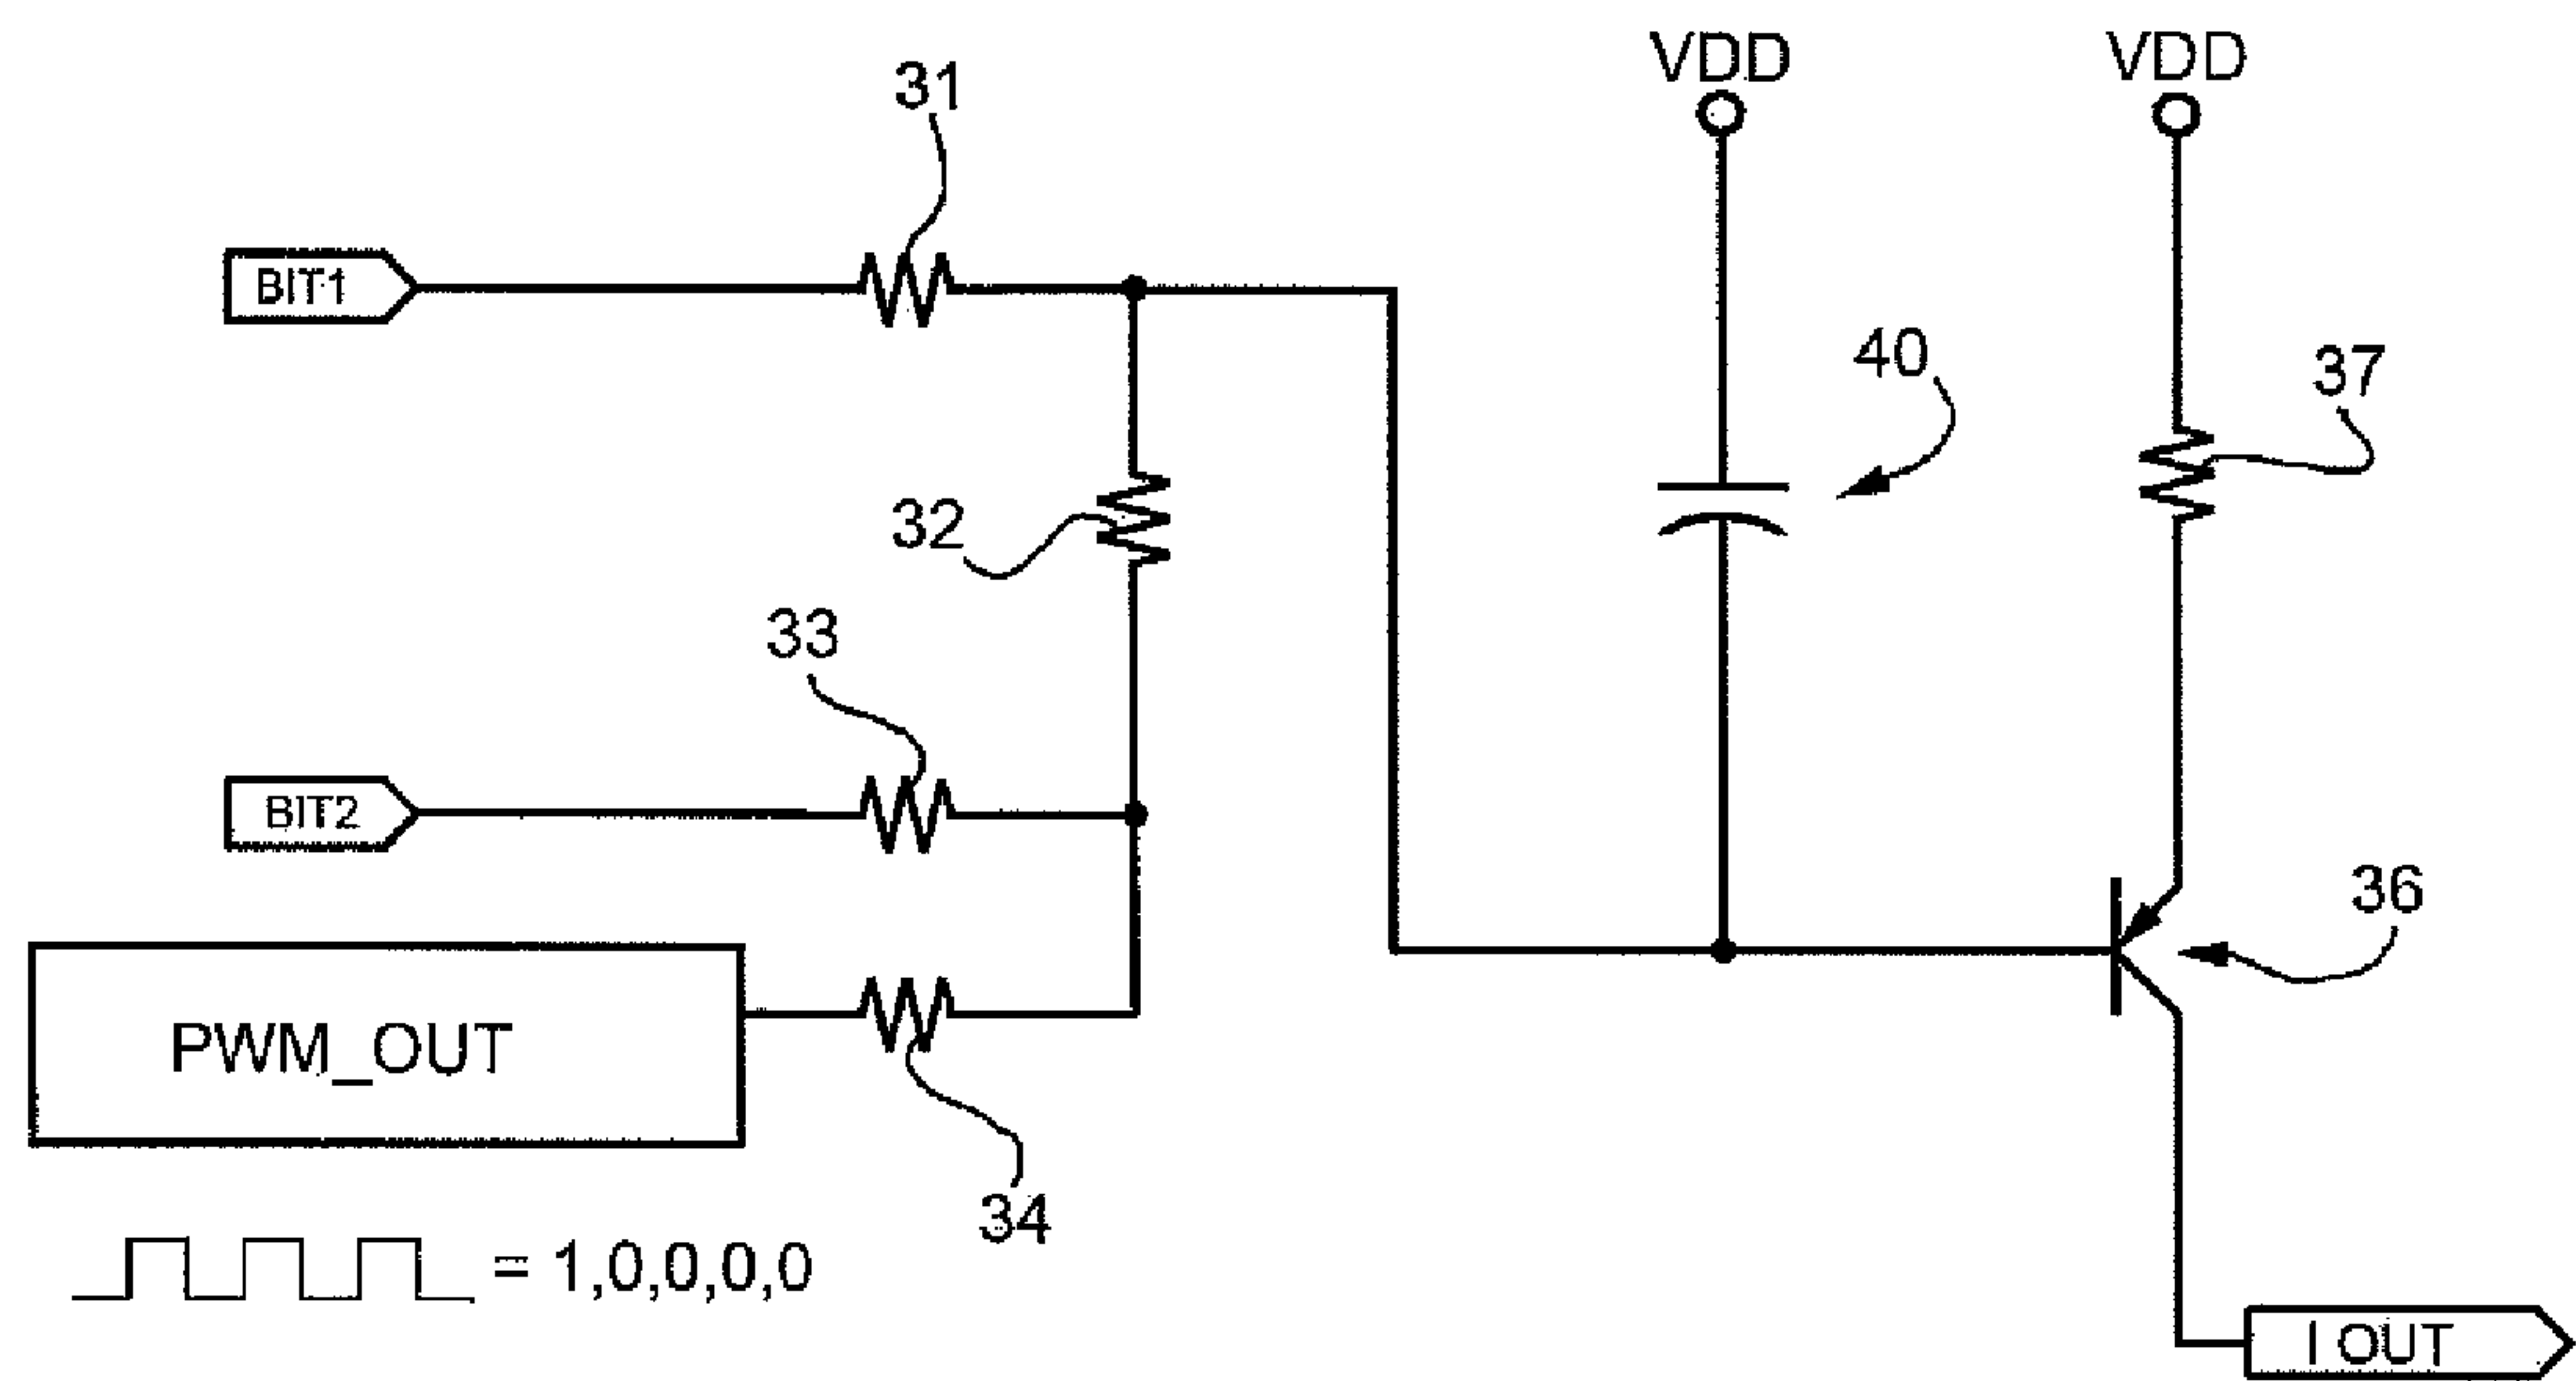 VDD
VDD
31
BIT1
40
37
32
33
BIT2
36
PWM_OUT
34
= 1,0,0,0,0
I OUT